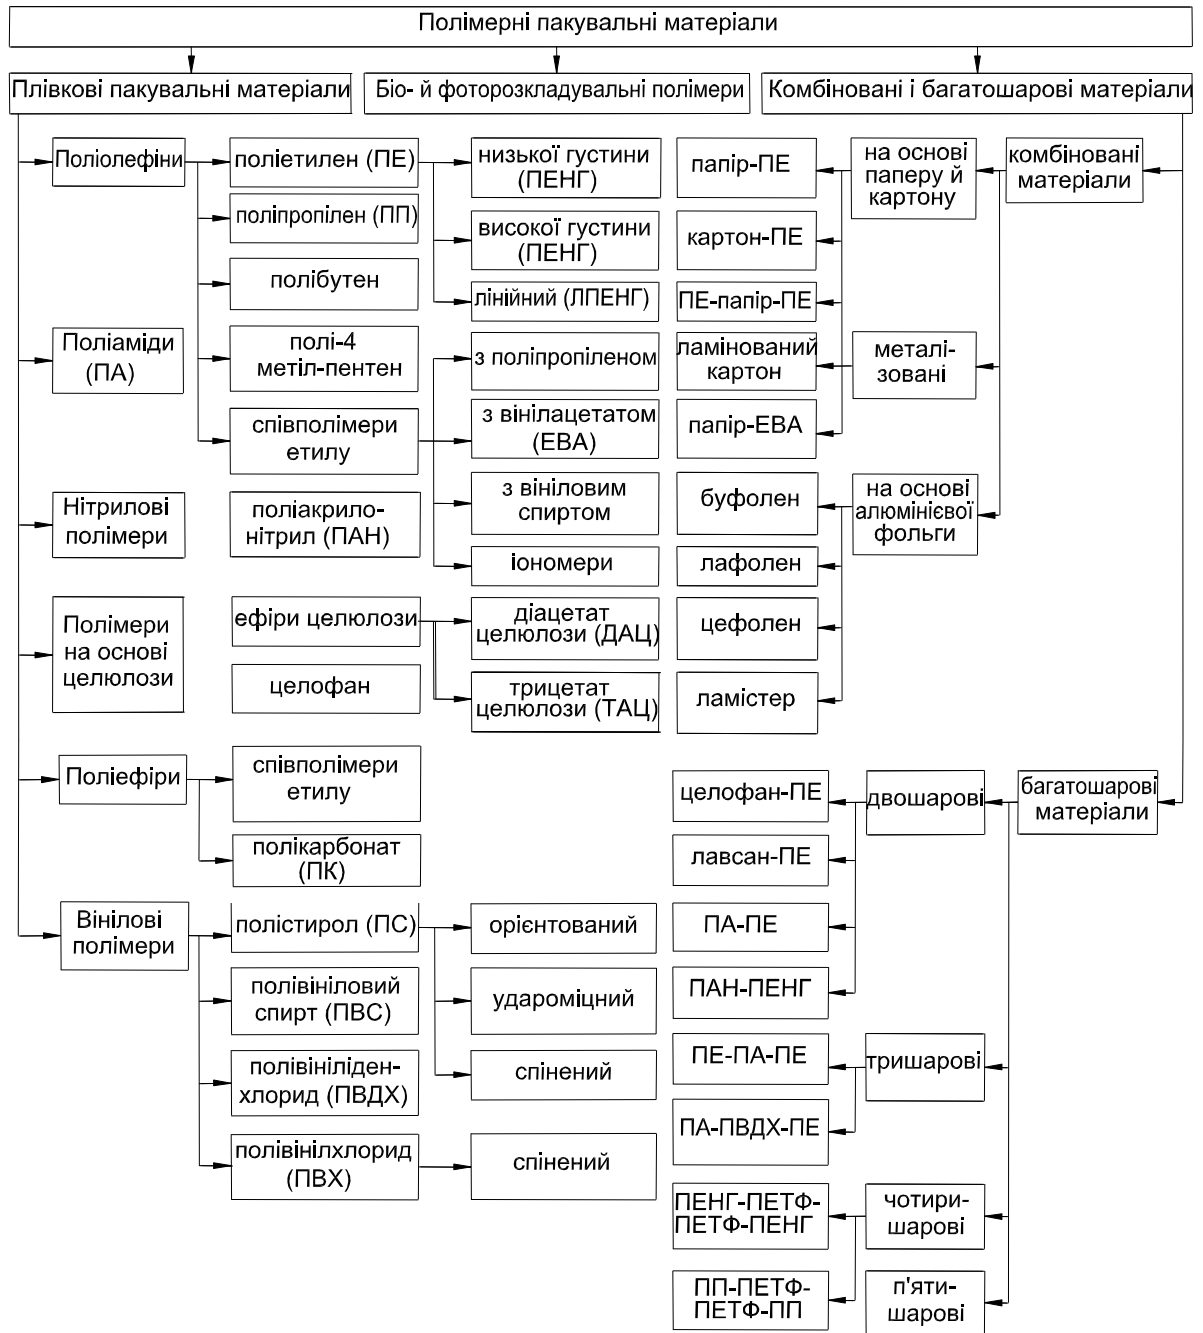 Полімерні пакувальні матеріали
Плівкові пакувальні матеріали
Біо- й фоторозкладувальні полімери
Комбіновані і багатошарові матеріали
Поліолефіни
поліетилен (ПЕ)
низької густини
(ПЕНГ)
папір-ПЕ
на основі
паперу й
картону
комбіновані
матеріали
поліпропілен (ПП)
високої густини
(ПЕНГ)
картон-ПЕ
полібутен
лінійний (ЛПЕНГ)
ПЕ-папір-ПЕ
Поліаміди
(ПА)
полі-4
метіл-пентен
з поліпропіленом
ламінований
картон
металі-
зовані
співполімери
етилу
з вінілацетатом
(ЕВА)
папір-ЕВА
Нітрилові
полімери
поліакрило-
нітрил (ПАН)
з вініловим
спиртом
буфолен
на основі
алюмінієвої
фольги
іономери
лафолен
Полімери
на основі
целюлози
ефіри целюлози
діацетат
целюлози (ДАЦ)
цефолен
целофан
трицетат
целюлози (ТАЦ)
ламістер
Поліефіри
співполімери
етилу
целофан-ПЕ
двошарові
багатошарові
матеріали
полікарбонат
(ПК)
лавсан-ПЕ
Вінілові
полімери
полістирол (ПС)
орієнтований
ПА-ПЕ
полівініловий
спирт (ПВС)
удароміцний
ПАН-ПЕНГ
полівініліден-
хлорид (ПВДХ)
спінений
ПЕ-ПА-ПЕ
тришарові
полівінілхлорид
(ПВХ)
спінений
ПА-ПВДХ-ПЕ
ПЕНГ-ПЕТФ-
ПЕТФ-ПЕНГ
чотири-
шарові
ПП-ПЕТФ-
ПЕТФ-ПП
п'яти-
шарові